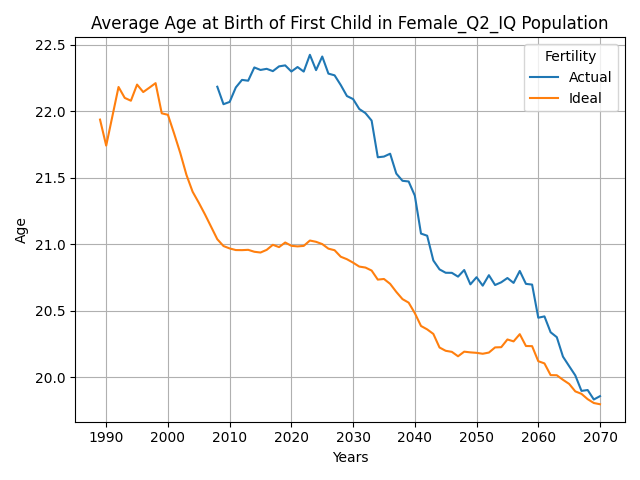 Average Age at Birth of First Child in Female_Q2_IQ Population
Fertility
Actual
Ideal
22.5
22.0
21.5
21.0
20.5
20.0
Age
1990 2000 2010 2020 2030 2040 2050 2060 2070
Years